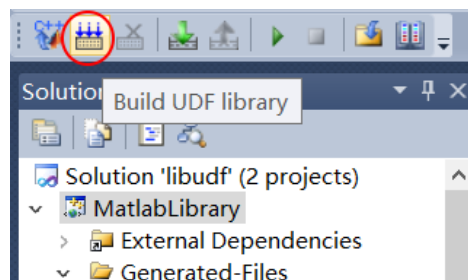 Solution
Build UDF library
Solution 'libudf' (2 projects)
MatlabLibrary
External Dependencies
Generated-Files